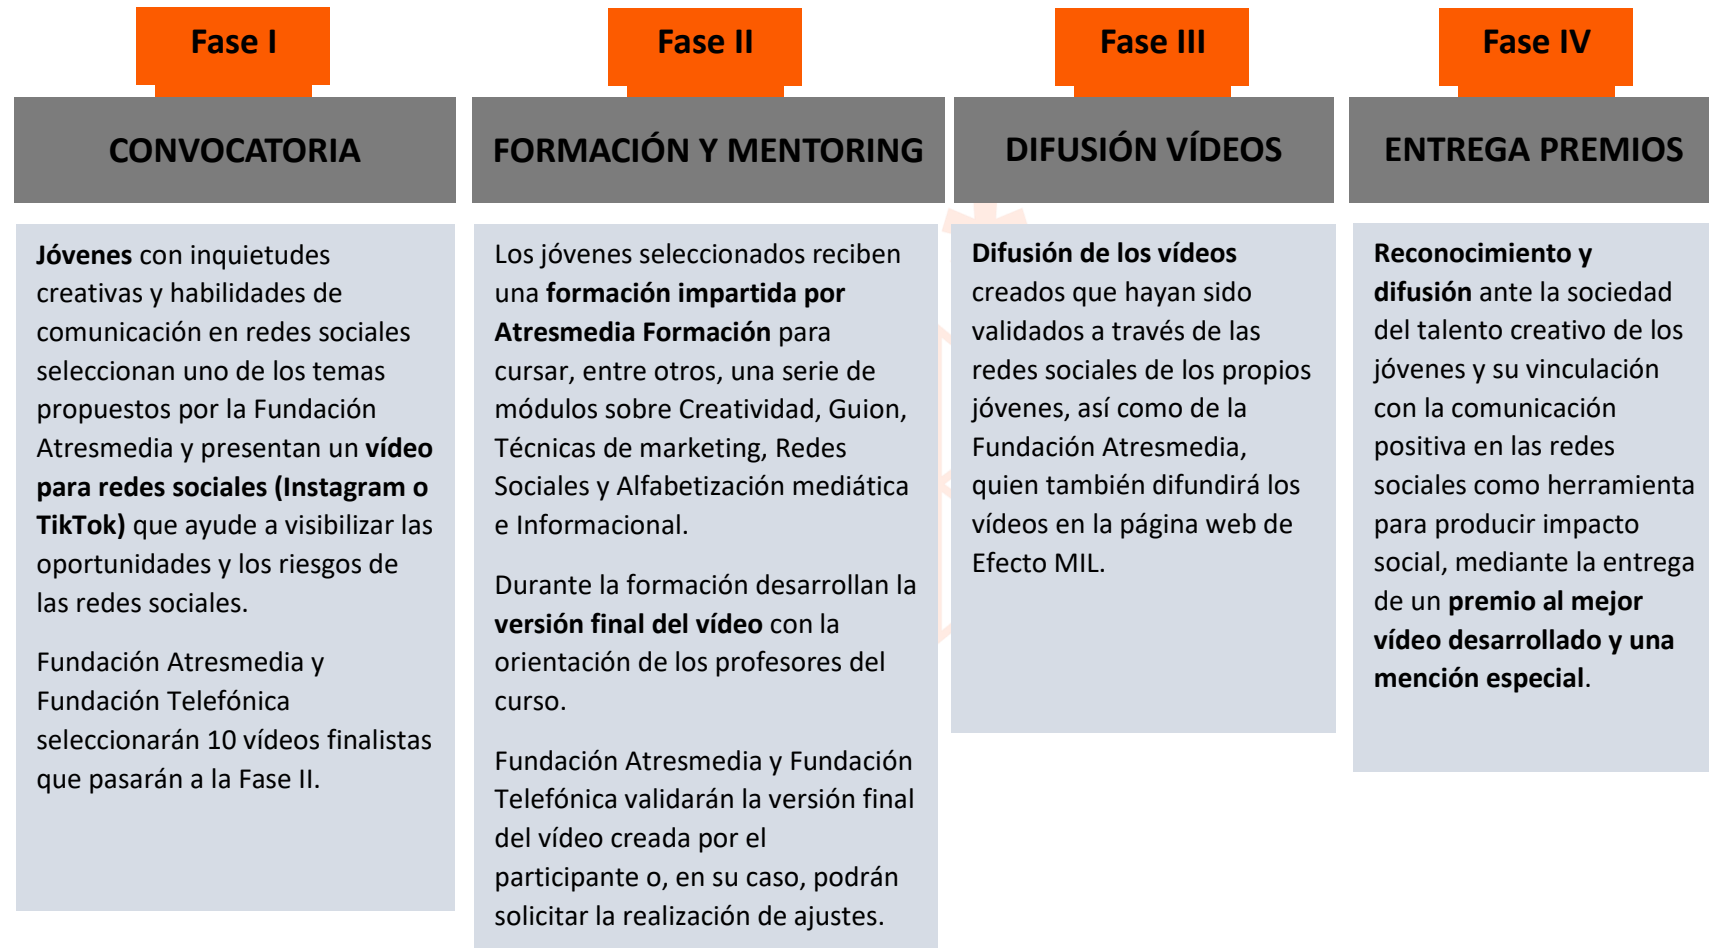 Fase I
CONVOCATORIA
Jóvenes con inquietudes
creativas y habilidades de
comunicación en redes sociales
seleccionan uno de los temas
propuestos por la Fundación
Atresmedia y presentan un vídeo
para redes sociales (Instagram o
TikTok) que ayude a visibilizar las
oportunidades y los riesgos de
las redes sociales.
Fundación Atresmedia y
Fundación Telefónica
seleccionarán 10 vídeos finalistas
que pasarán a la Fase II.
Fase II
FORMACIÓN Y MENTORING
Los jóvenes seleccionados reciben
una formación impartida por
Atresmedia Formación para
cursar, entre otros, una serie de
módulos sobre Creatividad, Guion,
Técnicas de marketing, Redes
Sociales y Alfabetización mediática
e Informacional.
Durante la formación desarrollan la
versión final del vídeo con la
orientación de los profesores del
curso.
Fundación Atresmedia y Fundación
Telefónica validarán la versión final
del vídeo creada por el
participante o, en su caso, podrán
solicitar la realización de ajustes.
Fase III
DIFUSIÓN VÍDEOS
Difusión de los vídeos
creados que hayan sido
validados a través de las
redes sociales de los propios
jóvenes, así como de la
Fundación Atresmedia,
quien también difundirá los
vídeos en la página web de
Efecto MIL.
Fase IV
ENTREGA PREMIOS
Reconocimiento y
difusión ante la sociedad
del talento creativo de los
jóvenes y su vinculación
con la comunicación
positiva en las redes
sociales como herramienta
para producir impacto
social, mediante la entrega
de un premio al mejor
vídeo desarrollado y una
mención especial.